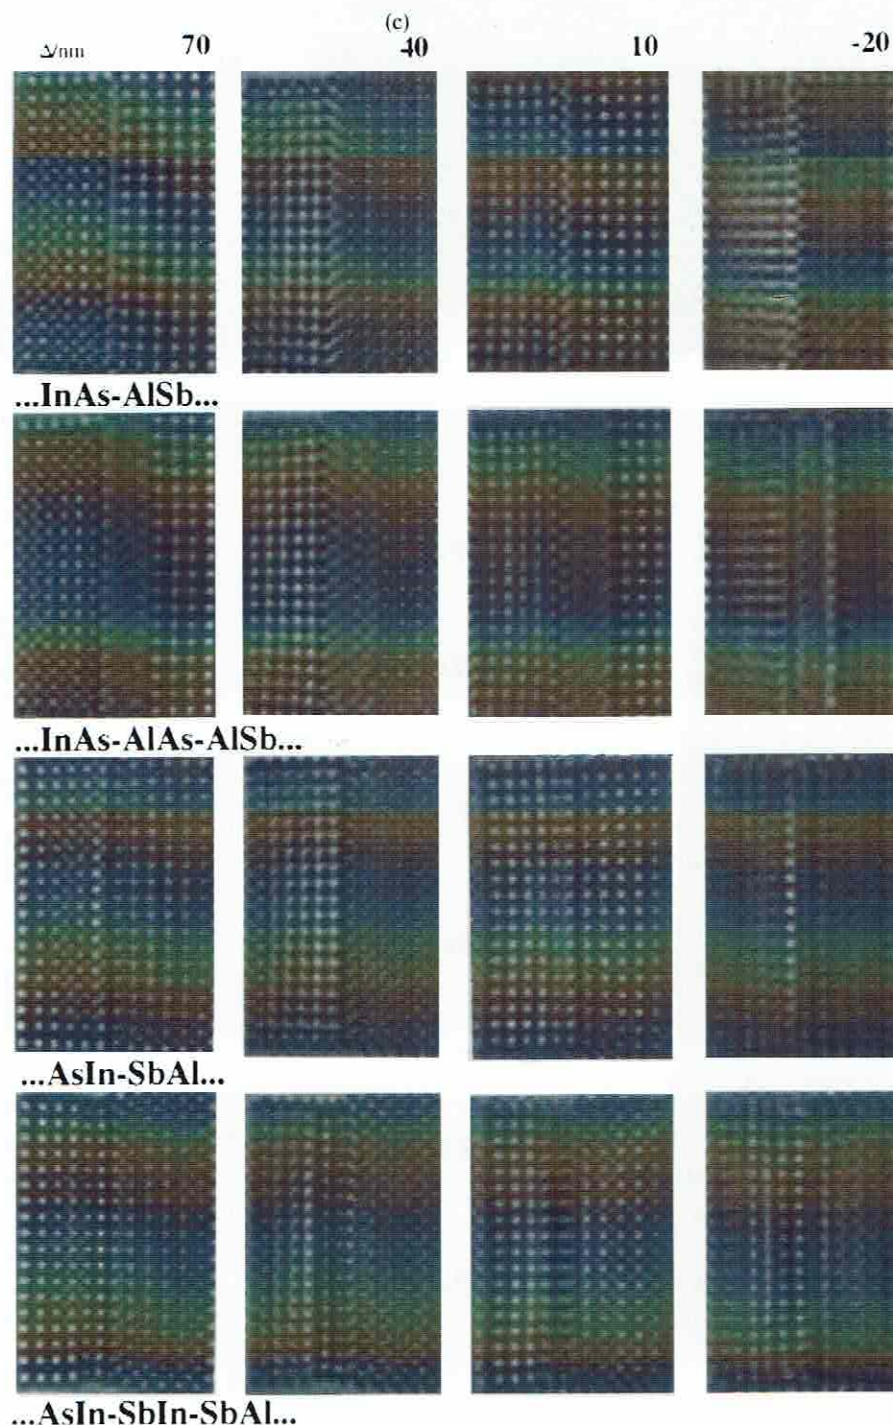 (c)
Δ/nm 70 40 10 -20
...InAs-AlSb...
...InAs-AlAs-AlSb...
...AsIn-SbAl...
...AsIn-SbIn-SbAl...